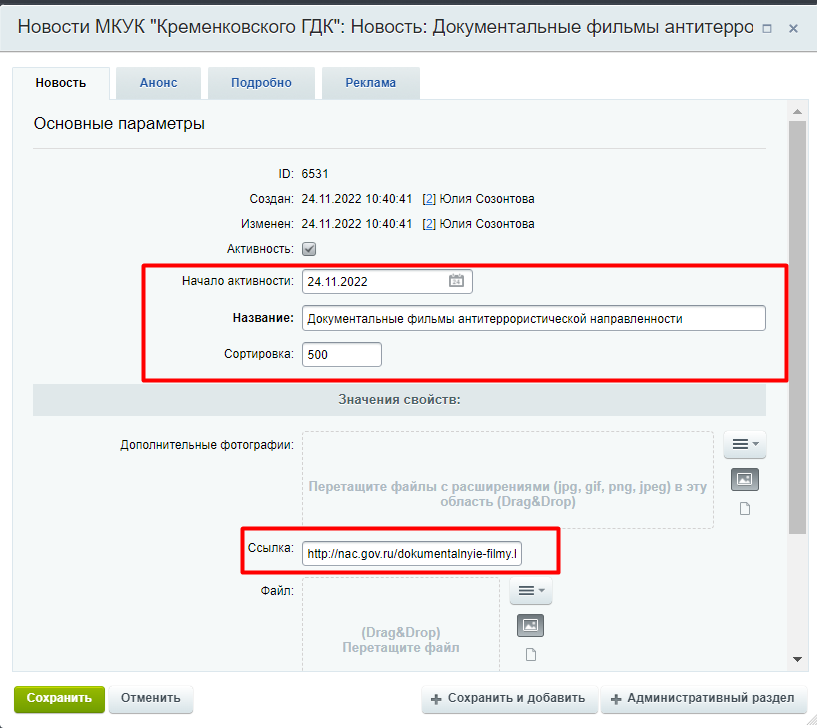 Новости МКУК "Кременковского ГДК": Новость: Документальные фильмы антитерро
Новость Анонс Подробно Реклама
Основные параметры
ID: 6531
Создан: 24.11.2022 10:40:41 [2] Юлия Созонтова
Изменен: 24.11.2022 10:40:41 [2] Юлия Созонтова
Активность:
Начало активности: 24.11.2022
Название: Документальные фильмы антитеррористической направленности
Сортировка: 500
Значения свойств:
Дополнительные фотографии:
Перетащите файлы с расширениями (jpg, gif, png, jpeg) в эту
область (Drag&Drop)
Ссылка: http://nac.gov.ru/dokumentalnyie-filmy.l
Файл:
(Drag&Drop)
Перетащите файл
Сохранить Отменить Сохранить и добавить Административный раздел